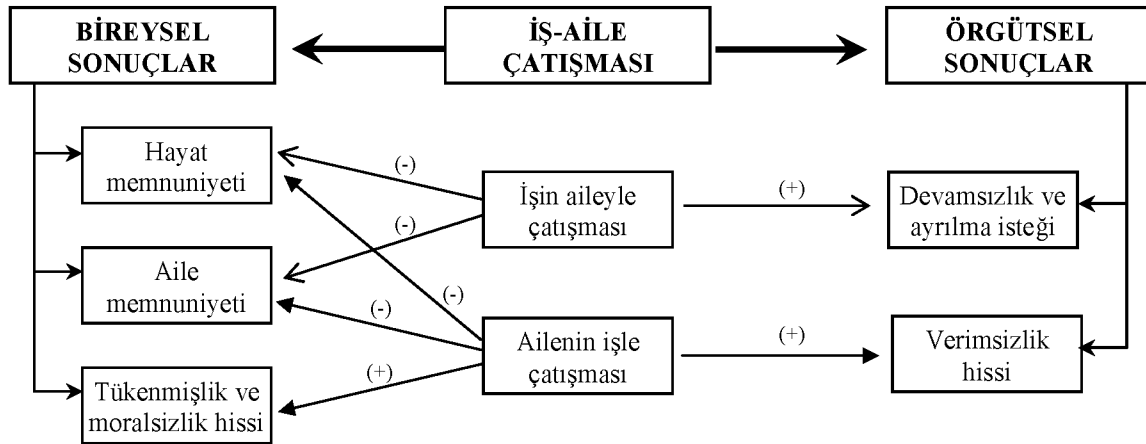 BİREYSEL
SONUÇLAR
İŞ-AİLE
ÇATIŞMASI
ÖRGÜTSEL
SONUÇLAR
Hayat
memnuniyeti
(-)
İşin aileyle
çatışması
(+)
Devamsızlık ve
ayrılma isteği
(-)
Aile
memnuniyeti
(-)
(-)
Ailenin işle
çatışması
(+)
Verimsizlik
hissi
(+)
Tükenmişlik ve
moralsizlik hissi